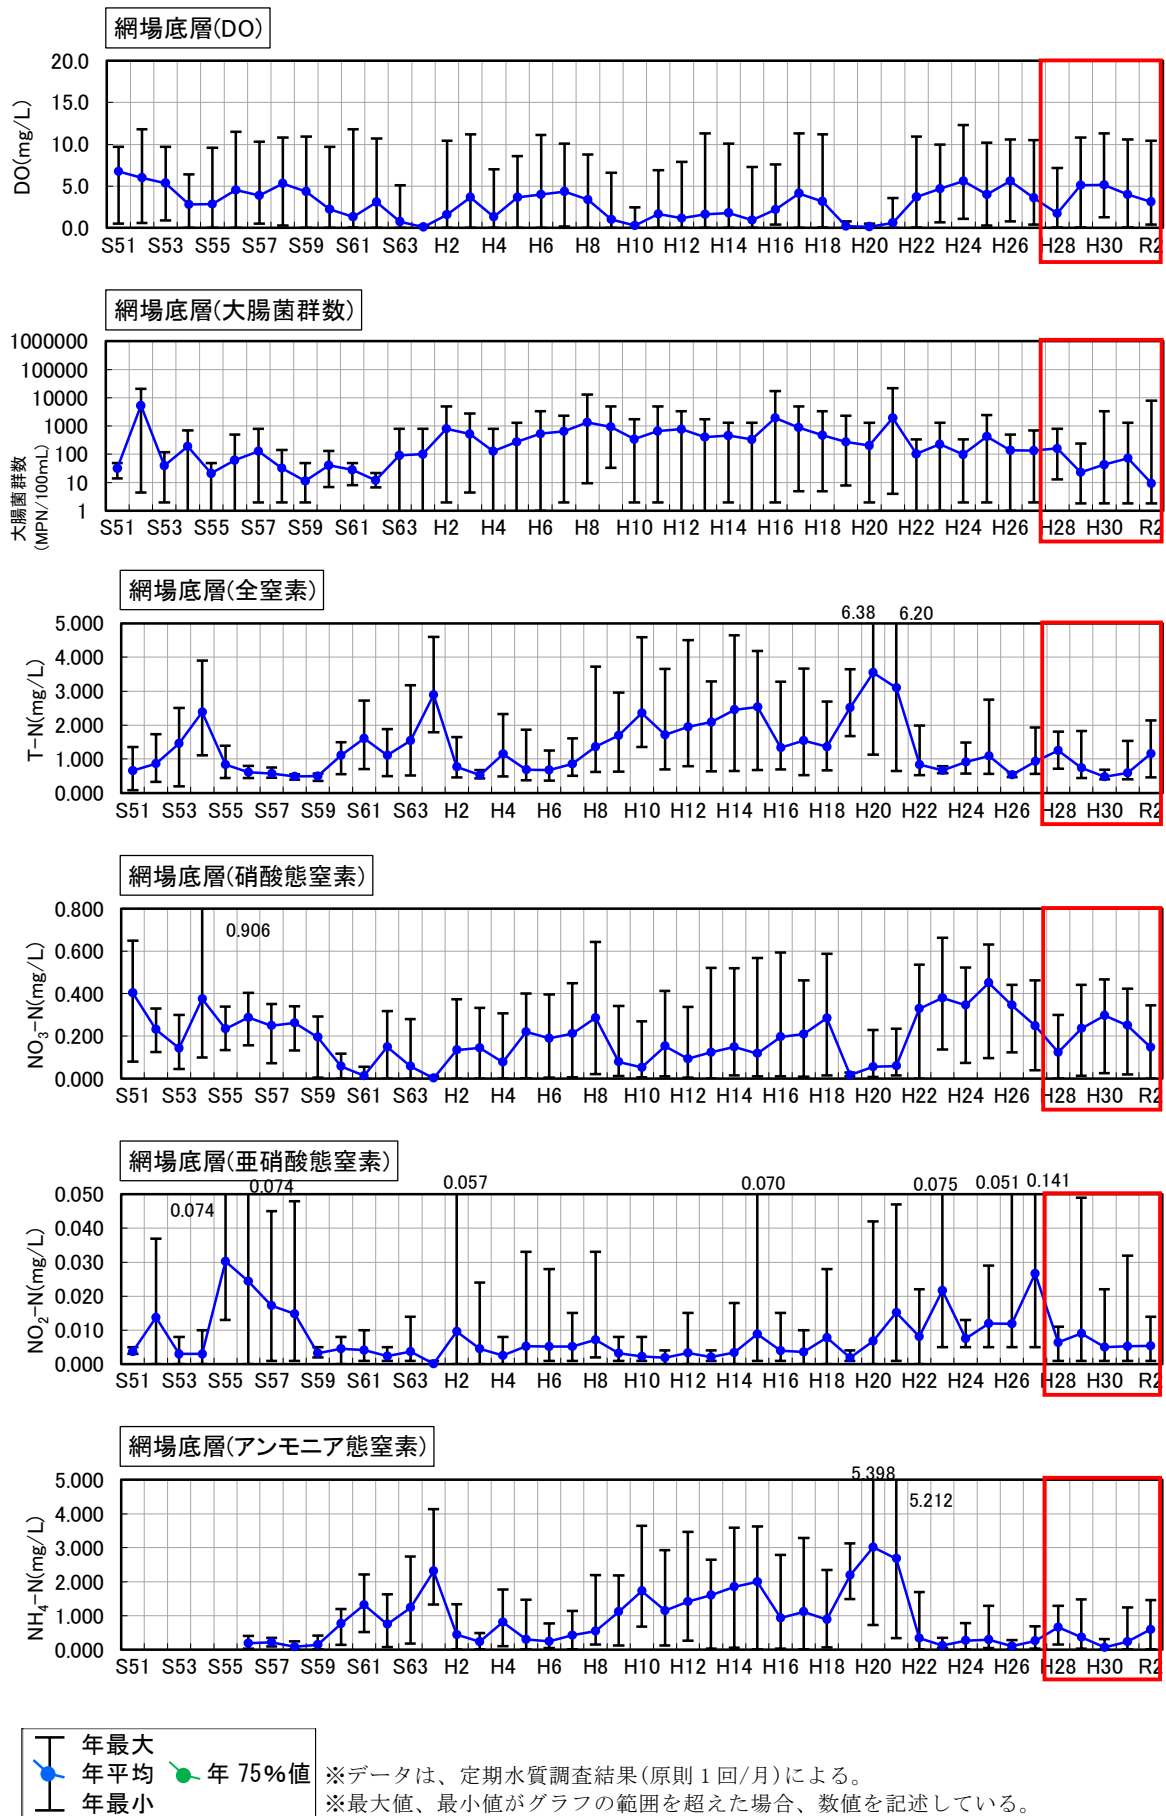 網場底層(DO)
DO(mg/L)
20.0
15.0
10.0
5.0
0.0
S51 S53 S55 S57 S59 S61 S63 H2 H4 H6 H8 H10 H12 H14 H16 H18 H20 H22 H24 H26 H28 H30 R2
網場底層(大腸菌群数)
大腸菌群数
(MPN/100mL)
1000000
100000
10000
1000
100
10
1
S51 S53 S55 S57 S59 S61 S63 H2 H4 H6 H8 H10 H12 H14 H16 H18 H20 H22 H24 H26 H28 H30 R2
網場底層(全窒素)
6.38 6.20
T-N(mg/L)
5.000
4.000
3.000
2.000
1.000
0.000
S51 S53 S55 S57 S59 S61 S63 H2 H4 H6 H8 H10 H12 H14 H16 H18 H20 H22 H24 H26 H28 H30 R2
網場底層(硝酸態窒素)
NO₃-N(mg/L)
0.800
0.906
0.600
0.400
0.200
0.000
S51 S53 S55 S57 S59 S61 S63 H2 H4 H6 H8 H10 H12 H14 H16 H18 H20 H22 H24 H26 H28 H30 R2
網場底層(亜硝酸態窒素)
0.074 0.074 0.057 0.070 0.075 0.051 0.141
NO₂-N(mg/L)
0.050
0.040
0.030
0.020
0.010
0.000
S51 S53 S55 S57 S59 S61 S63 H2 H4 H6 H8 H10 H12 H14 H16 H18 H20 H22 H24 H26 H28 H30 R2
網場底層(アンモニア態窒素)
5.398
5.212
NH₄-N(mg/L)
5.000
4.000
3.000
2.000
1.000
0.000
S51 S53 S55 S57 S59 S61 S63 H2 H4 H6 H8 H10 H12 H14 H16 H18 H20 H22 H24 H26 H28 H30 R2
年最大
年平均 年75%値
年最小
※データは、定期水質調査結果(原則1回/月)による。
※最大値、最小値がグラフの範囲を超えた場合、数値を記述している。